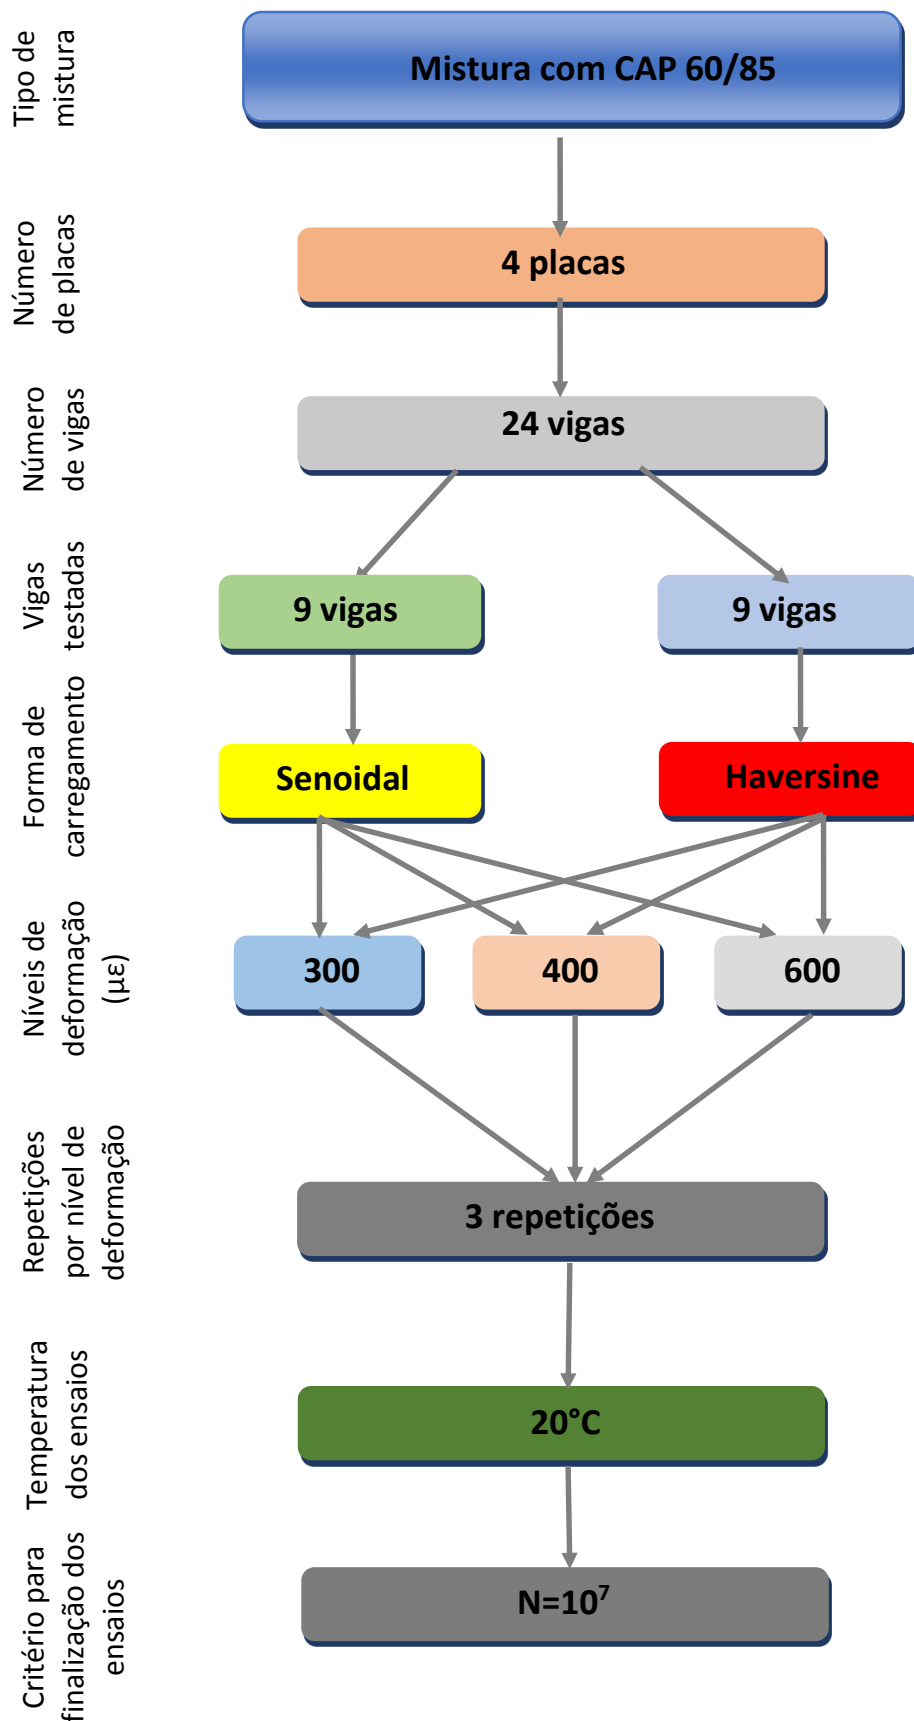 Tipo de
mistura
Mistura com CAP 60/85
Número
de placas
4 placas
Número
de vigas
24 vigas
Vigas
testadas
9 vigas
9 vigas
Forma de
carregamento
Senoidal
Haversine
Níveis de
deformação
(µε)
300
400
600
Repetições
por nível de
deformação
3 repetições
Temperatura
dos ensaios
20°C
Critério para
finalização dos
ensaios
N=10⁷